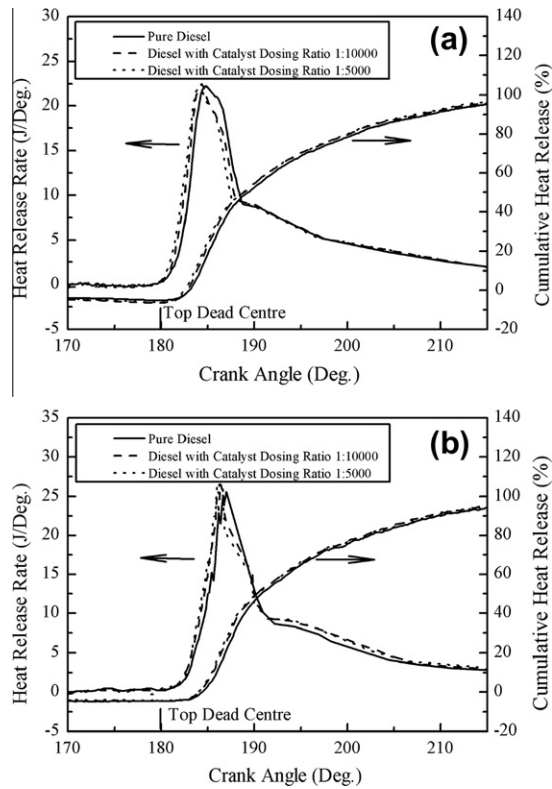 (a)
Pure Diesel
Diesel with Catalyst Dosing Ratio 1:10000
Diesel with Catalyst Dosing Ratio 1:5000
Heat Release Rate (J/Deg.)
30
25
20
15
10
5
0
-5
Cumulative Heat Release (%)
140
120
100
80
60
40
20
0
-20
Top Dead Centre
170 180 190 200 210
Crank Angle (Deg.)
(b)
Pure Diesel
Diesel with Catalyst Dosing Ratio 1:10000
Diesel with Catalyst Dosing Ratio 1:5000
Heat Release Rate (J/Deg.)
35
30
25
20
15
10
5
0
-5
Cumulative Heat Release (%)
140
120
100
80
60
40
20
0
-20
Top Dead Centre
170 180 190 200 210
Crank Angle (Deg.)